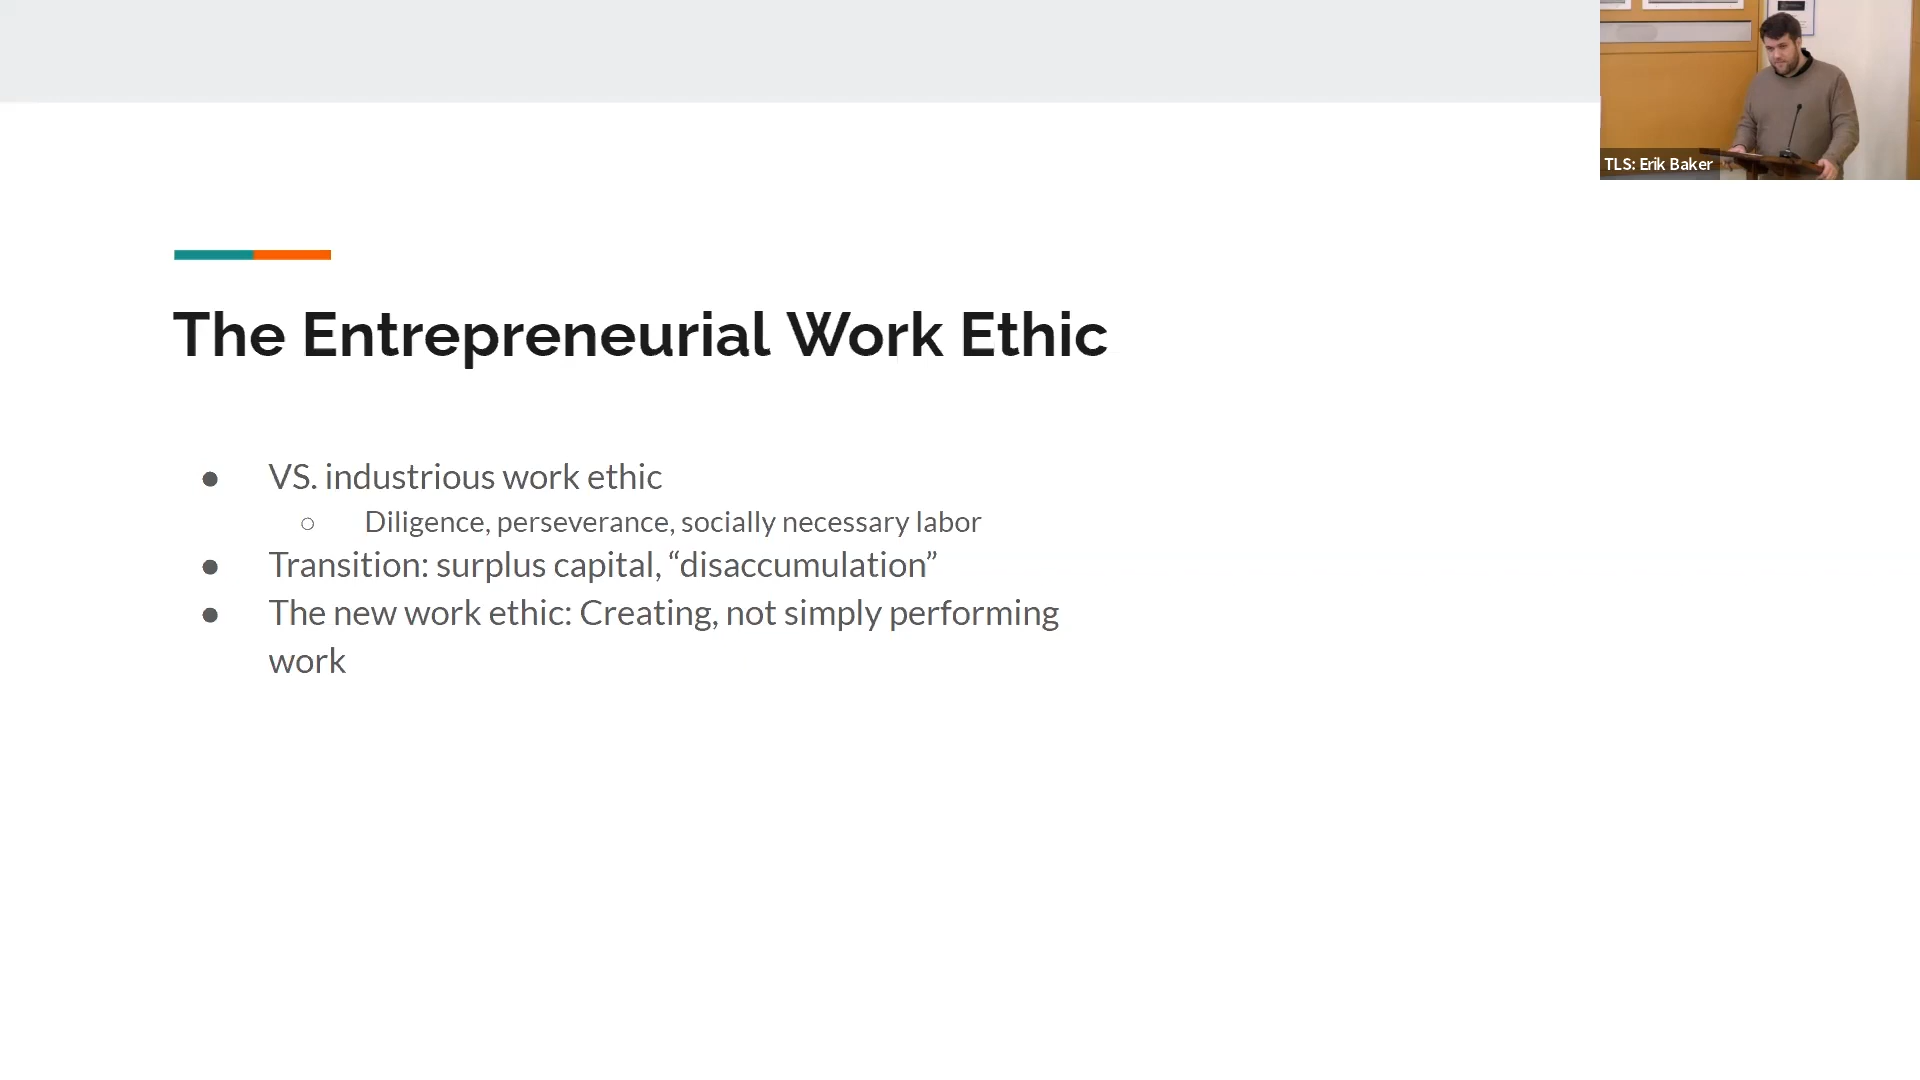 TLS: Erik Baker
The Entrepreneurial Work Ethic
● VS. industrious work ethic
○ Diligence, perseverance, socially necessary labor
● Transition: surplus capital, “disaccumulation”
● The new work ethic: Creating, not simply performing
work